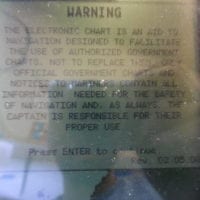 WARNING
THE ELECTRONIC CHART IS AN AID TO
NAVIGATION DESIGNED TO FACILITATE
THE USE OF AUTHORIZED GOVERNMENT
CHARTS, NOT TO REPLACE THEM. ONLY
OFFICIAL GOVERNMENT CHARTS AND
NOTICES TO MARINERS CONTAIN ALL
INFORMATION NEEDED FOR THE SAFETY
OF NAVIGATION AND, AS ALWAYS, THE
CAPTAIN IS RESPONSIBLE FOR THEIR
PROPER USE
Press ENTER to
Rev.